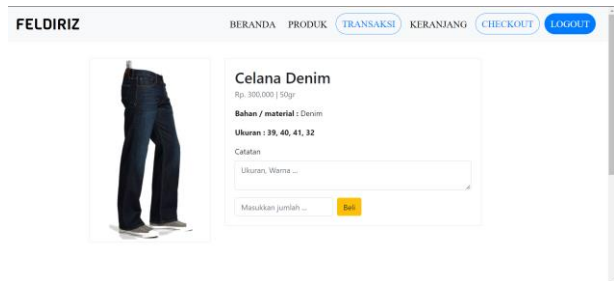 FELDIRIZ
BERANDA PRODUK TRANSAKSI KERANJANG CHECKOUT LOGOUT
Celana Denim
Rp. 300,000 | 50gr
Bahan / material : Denim
Ukuran : 39, 40, 41, 32
Catatan
Ukuran, Warna ...
Masukkan jumlah ... Beli